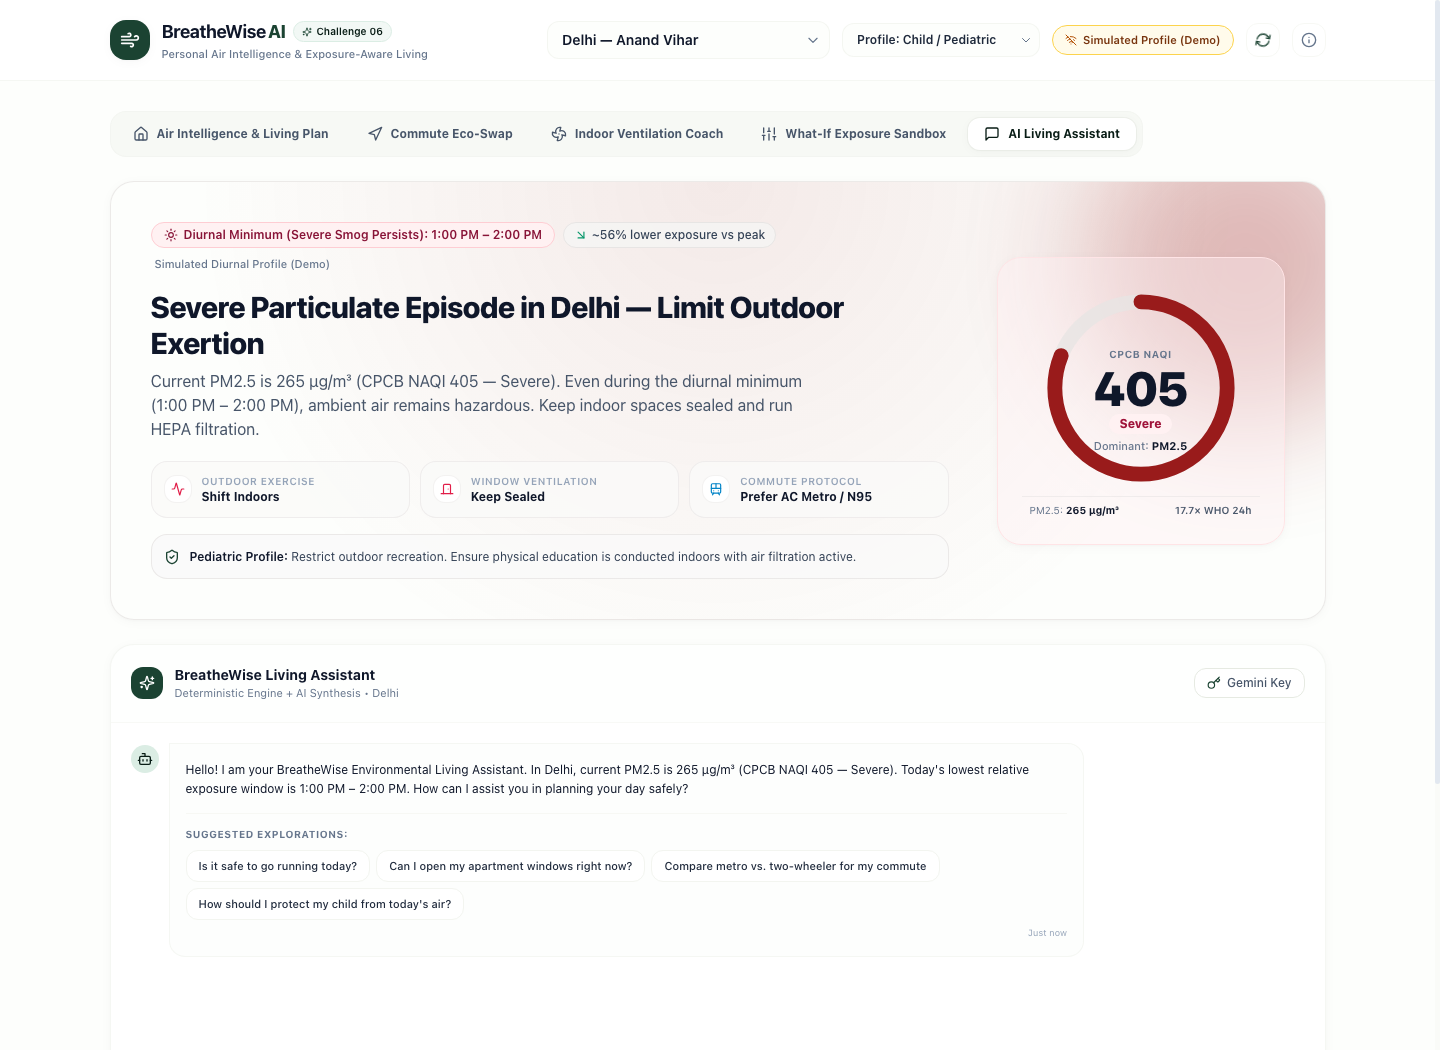 BreatheWise AI
Challenge 06
Personal Air Intelligence & Exposure-Aware Living
Delhi — Anand Vihar
Profile: Child / Pediatric
Simulated Profile (Demo)
Air Intelligence & Living Plan
Commute Eco-Swap
Indoor Ventilation Coach
What-If Exposure Sandbox
AI Living Assistant
Diurnal Minimum (Severe Smog Persists): 1:00 PM – 2:00 PM
~56% lower exposure vs peak
Simulated Diurnal Profile (Demo)
Severe Particulate Episode in Delhi — Limit Outdoor
Exertion
Current PM2.5 is 265 µg/m³ (CPCB NAQI 405 — Severe). Even during the diurnal minimum
(1:00 PM – 2:00 PM), ambient air remains hazardous. Keep indoor spaces sealed and run
HEPA filtration.
OUTDOOR EXERCISE
Shift Indoors
WINDOW VENTILATION
Keep Sealed
COMMUTE PROTOCOL
Prefer AC Metro / N95
Pediatric Profile: Restrict outdoor recreation. Ensure physical education is conducted indoors with air filtration active.
CPCB NAQI
405
Severe
Dominant: PM2.5
PM2.5: 265 µg/m³
17.7× WHO 24h
BreatheWise Living Assistant
Deterministic Engine + AI Synthesis • Delhi
Gemini Key
Hello! I am your BreatheWise Environmental Living Assistant. In Delhi, current PM2.5 is 265 µg/m³ (CPCB NAQI 405 — Severe). Today's lowest relative
exposure window is 1:00 PM – 2:00 PM. How can I assist you in planning your day safely?
SUGGESTED EXPLORATIONS:
Is it safe to go running today?
Can I open my apartment windows right now?
Compare metro vs. two-wheeler for my commute
How should I protect my child from today's air?
Just now